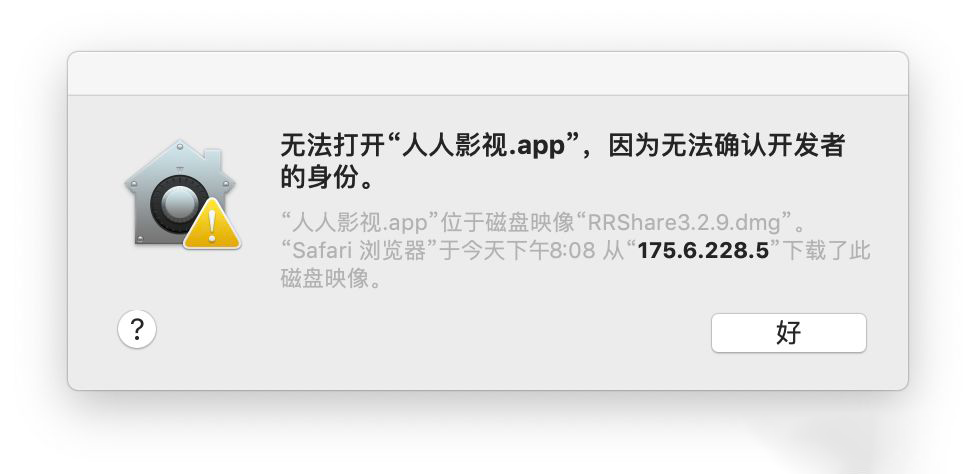 无法打开“人人影视.app”，因为无法确认开发者
的身份。
“人人影视.app”位于磁盘映像“RRShare3.2.9.dmg”。
“Safari 浏览器”于今天下午8:08 从“175.6.228.5”下载了此
磁盘映像。
?
好